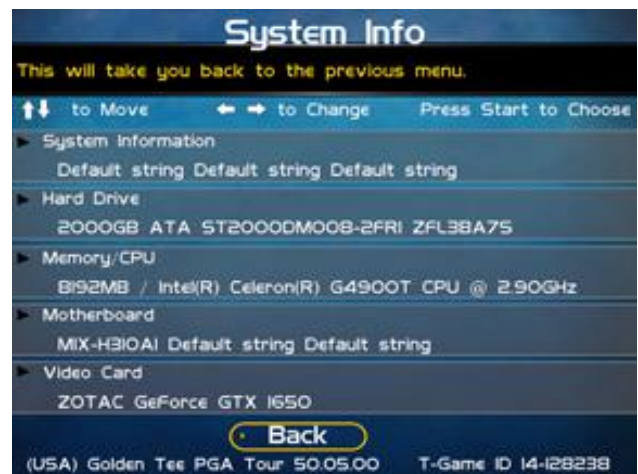 System Info
This will take you back to the previous menu.
to Move to Change Press Start to Choose
System Information
Default string Default string Default string
Hard Drive
2000GB ATA ST2000DM008-2FR1 ZFL3BA75
Memory/CPU
8192MB / Intel(R) Celeron(R) G4900T CPU @ 2.90GHz
Motherboard
MIX-H310A1 Default string Default string
Video Card
ZOTAC GeForce GTX 1650
Back
(USA) Golden Tee PGA Tour 50.05.00 T-Game ID 14-128238